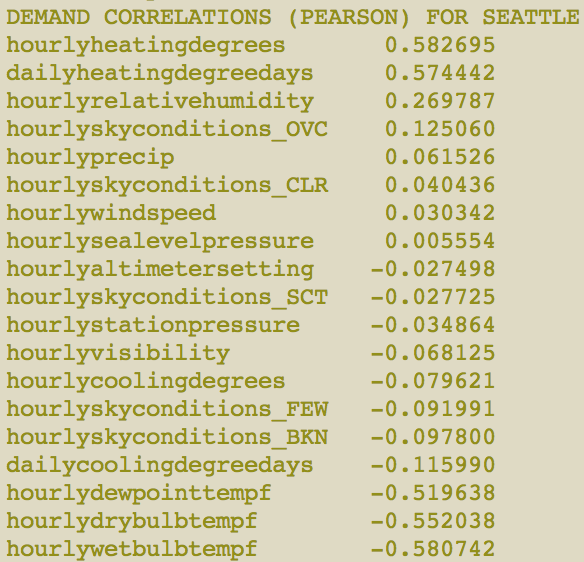 DEMAND CORRELATIONS (PEARSON) FOR SEATTLE
hourlyheatingdegrees 0.582695
dailyheatingdegreedays 0.574442
hourlyrelativehumidity 0.269787
hourlyskyconditions_OVC 0.125060
hourlyprecip 0.061526
hourlyskyconditions_CLR 0.040436
hourlywindspeed 0.030342
hourlysealevelpressure 0.005554
hourlyaltimetersetting -0.027498
hourlyskyconditions_SCT -0.027725
hourlystationpressure -0.034864
hourlyvisibility -0.068125
hourlycoolingdegrees -0.079621
hourlyskyconditions_FEW -0.091991
hourlyskyconditions_BKN -0.097800
dailycoolingdegreedays -0.115990
hourlydewpointtempf -0.519638
hourlydrybulbtempf -0.552038
hourlywetbulbtempf -0.580742